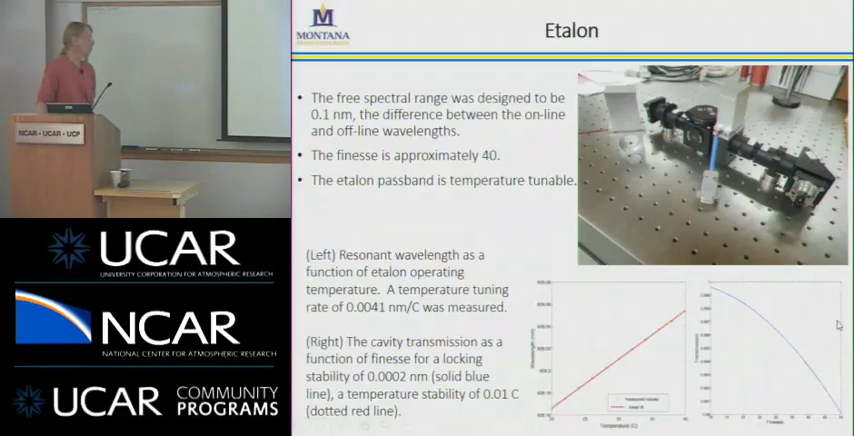 MONTANA
Etalon
• The free spectral range was designed to be
0.1 nm, the difference between the on-line
and off-line wavelengths.
• The finesse is approximately 40.
• The etalon passband is temperature tunable.
NCAR - UCAR - UCP
UCAR
UNIVERSITY CORPORATION FOR ATMOSPHERIC RESEARCH
NCAR
NATIONAL CENTER FOR ATMOSPHERIC RESEARCH
UCAR COMMUNITY
PROGRAMS
(Left) Resonant wavelength as a
function of etalon operating
temperature. A temperature tuning
rate of 0.0041 nm/C was measured.
(Right) The cavity transmission as a
function of finesse for a locking
stability of 0.0002 nm (solid blue
line), a temperature stability of 0.01 C
(dotted red line).
Wavelength (nm)
Temperature (C)
Transmission
Finesse